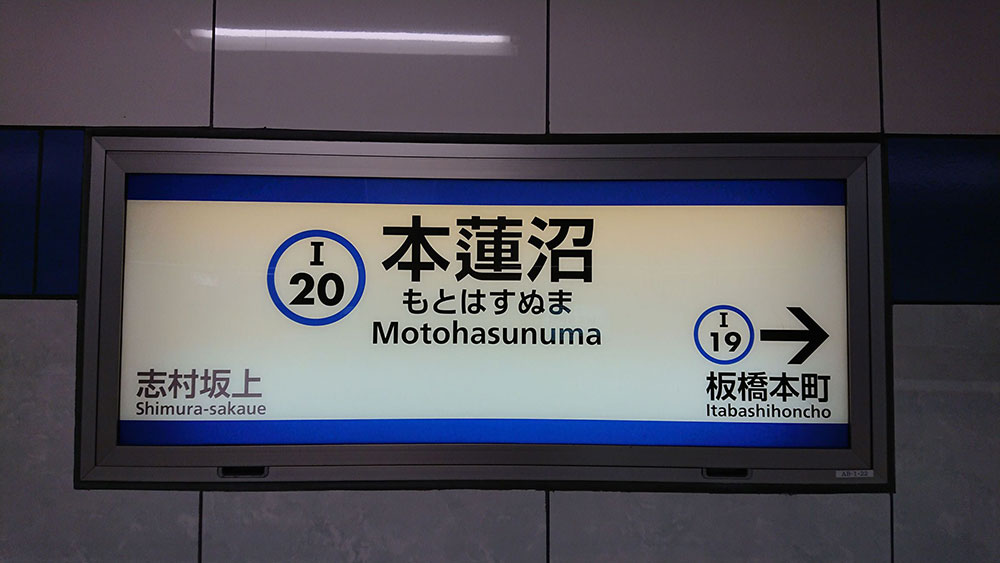 I
20
本蓮沼
もとはすぬま
Motohasunuma
I
19
志村坂上
Shimura-sakaue
板橋本町
Itabashihoncho